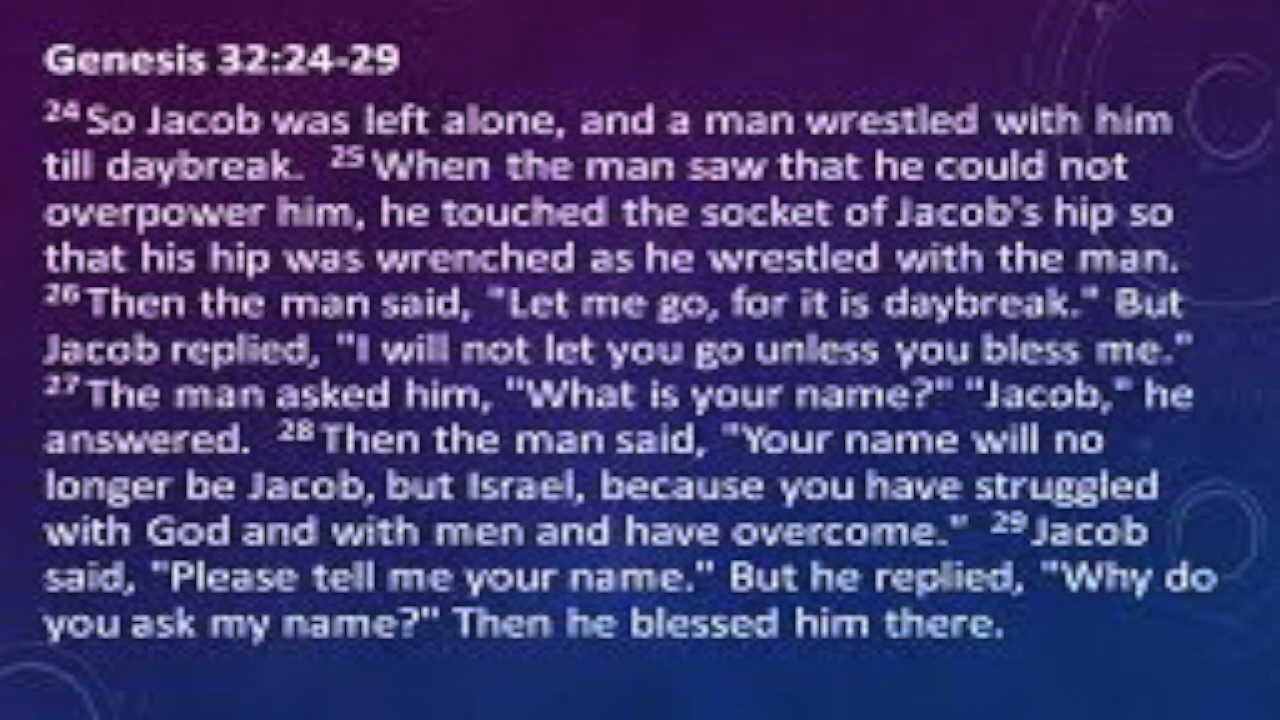 Genesis 32:24-29
24 So Jacob was left alone, and a man wrestled with him
till daybreak. 25 When the man saw that he could not
overpower him, he touched the socket of Jacob's hip so
that his hip was wrenched as he wrestled with the man.
26 Then the man said, "Let me go, for it is daybreak." But
Jacob replied, "I will not let you go unless you bless me."
27 The man asked him, "What is your name?" "Jacob," he
answered. 28 Then the man said, "Your name will no
longer be Jacob, but Israel, because you have struggled
with God and with men and have overcome." 29 Jacob
said, "Please tell me your name." But he replied, "Why do
you ask my name?" Then he blessed him there.